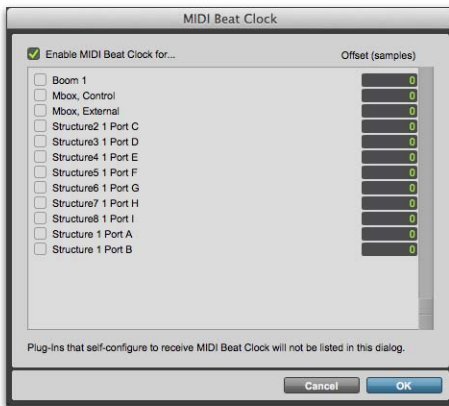 MIDI Beat Clock
Enable MIDI Beat Clock for... Offset (samples)
Boom 1 0
Mbox, Control 0
Mbox, External 0
Structure2 1 Port C 0
Structure3 1 Port D 0
Structure4 1 Port E 0
Structure5 1 Port F 0
Structure6 1 Port G 0
Structure7 1 Port H 0
Structure8 1 Port I 0
Structure 1 Port A 0
Structure 1 Port B 0
Plug-Ins that self-configure to receive MIDI Beat Clock will not be listed in this dialog.
Cancel OK